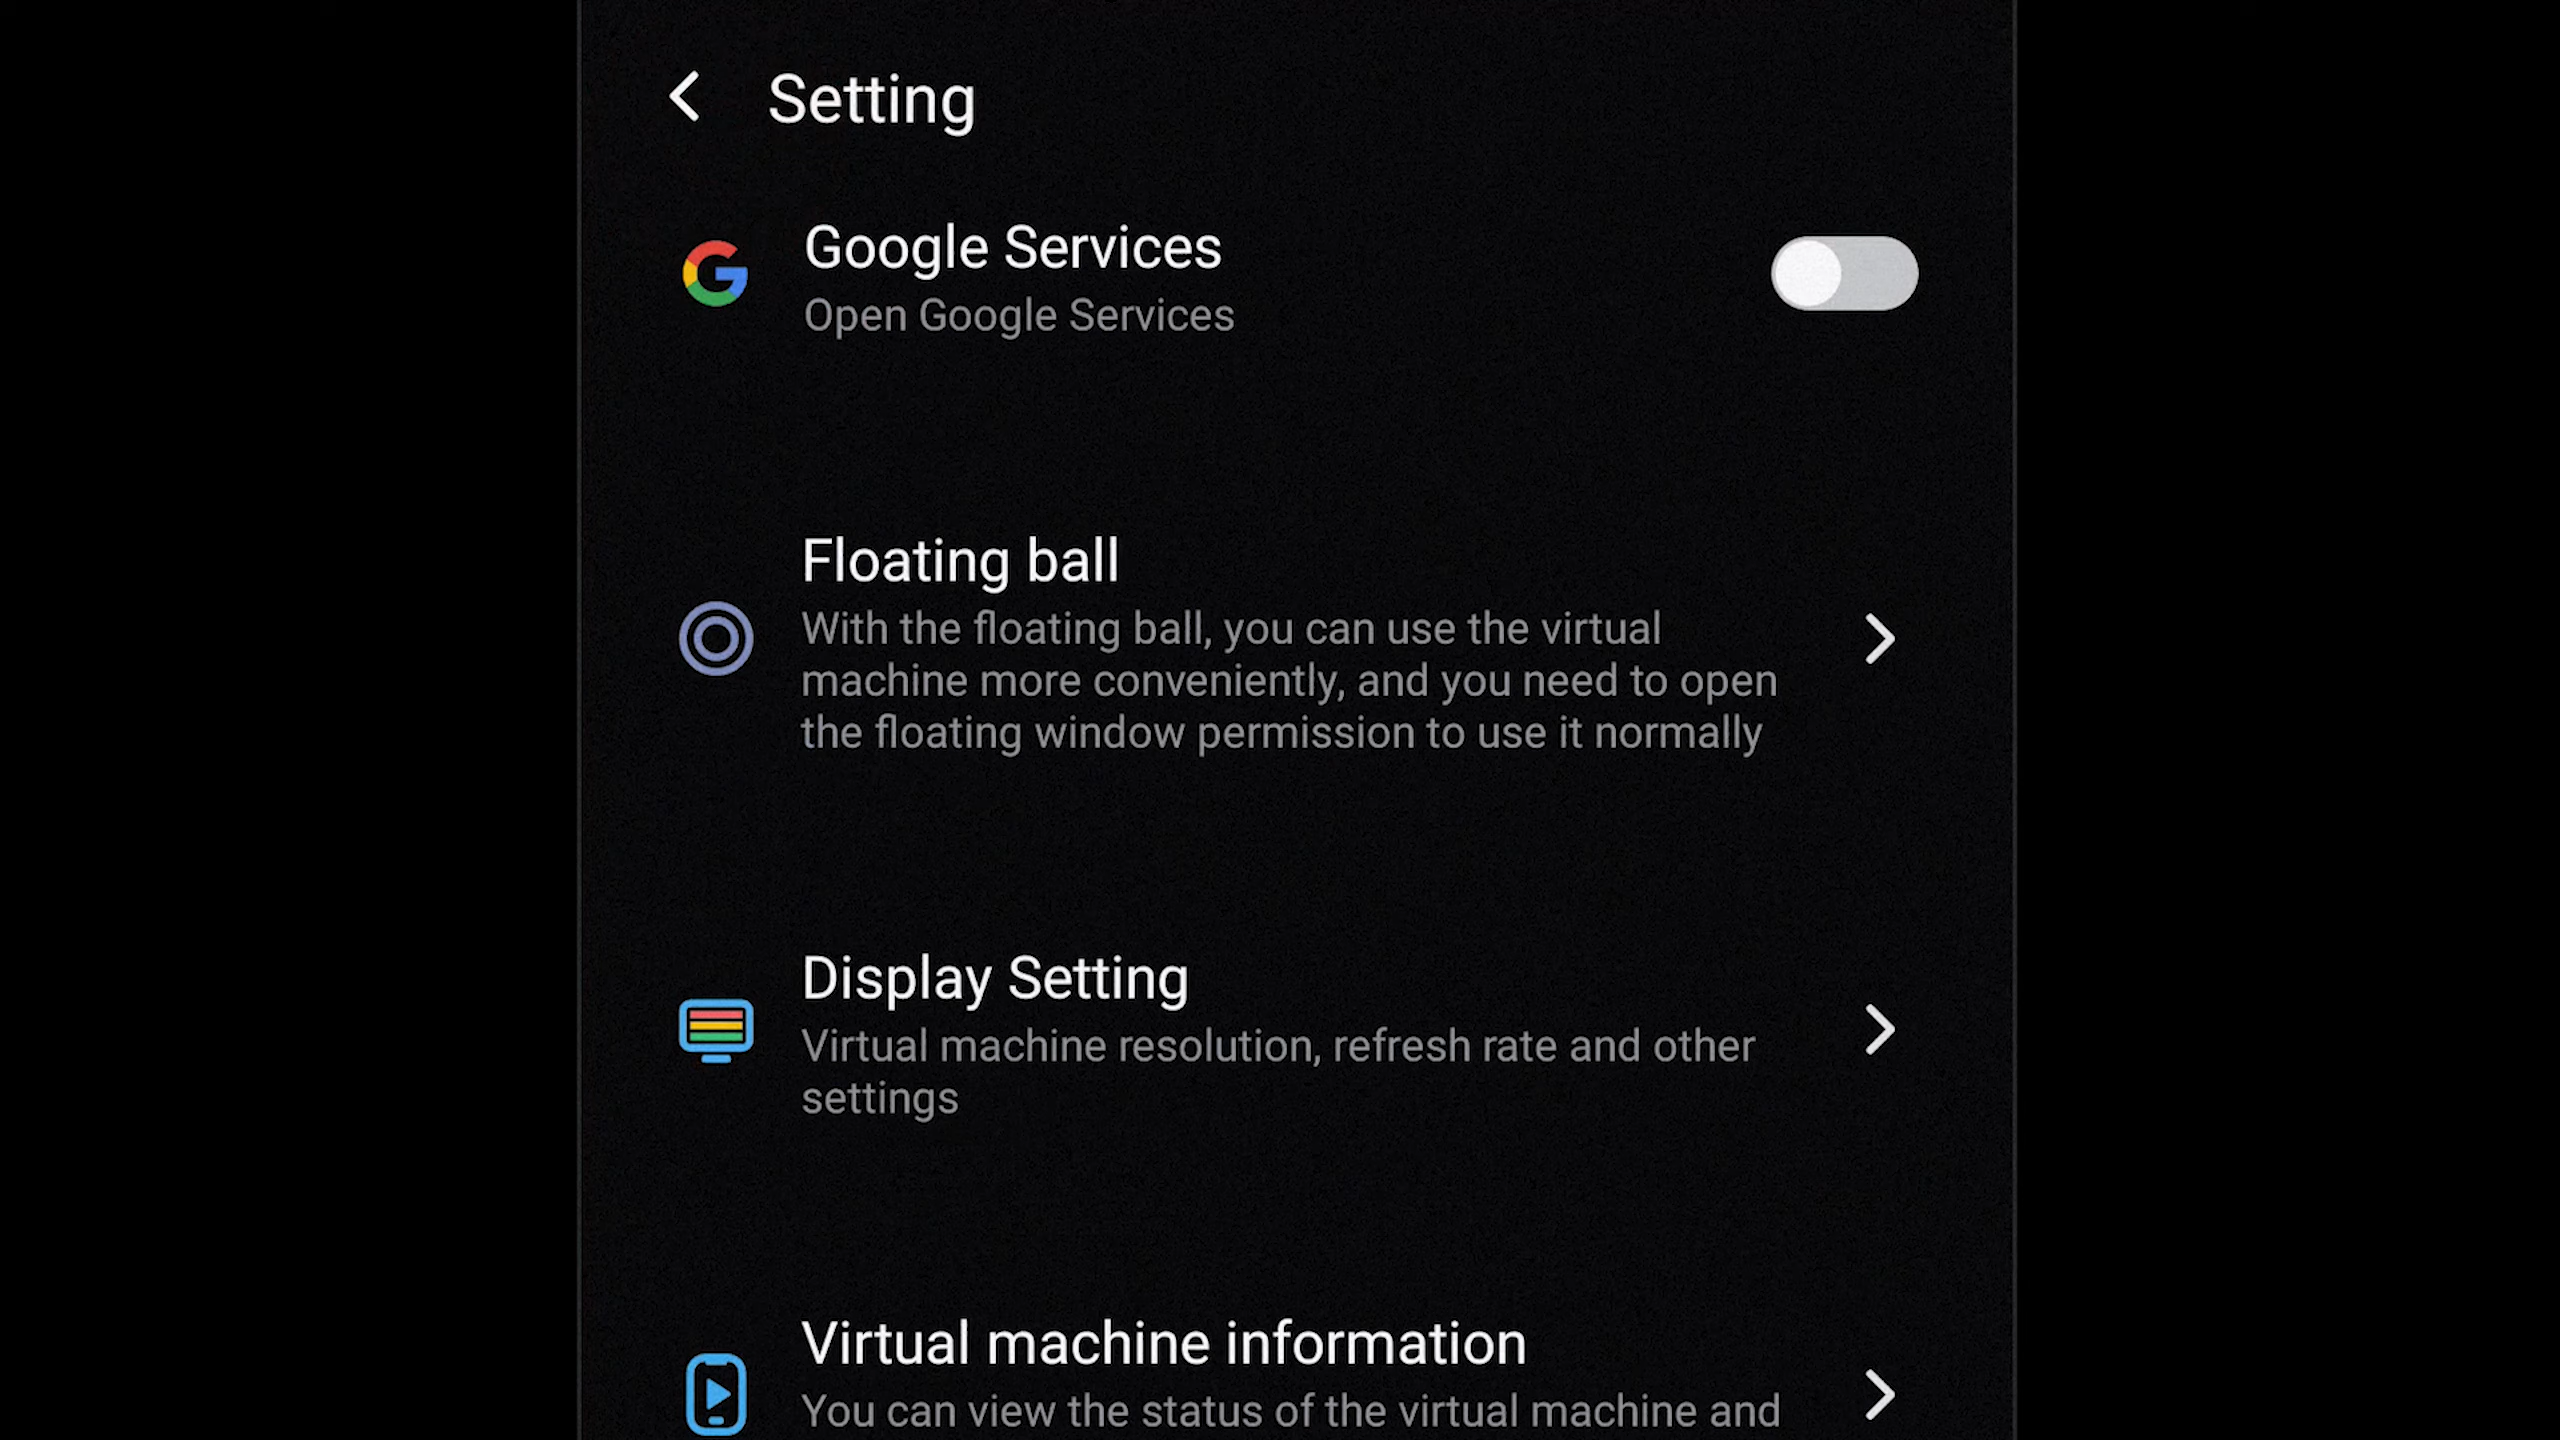 Setting
Google Services
Open Google Services
Floating ball
With the floating ball, you can use the virtual
machine more conveniently, and you need to open
the floating window permission to use it normally
Display Setting
Virtual machine resolution, refresh rate and other
settings
Virtual machine information
You can view the status of the virtual machine and